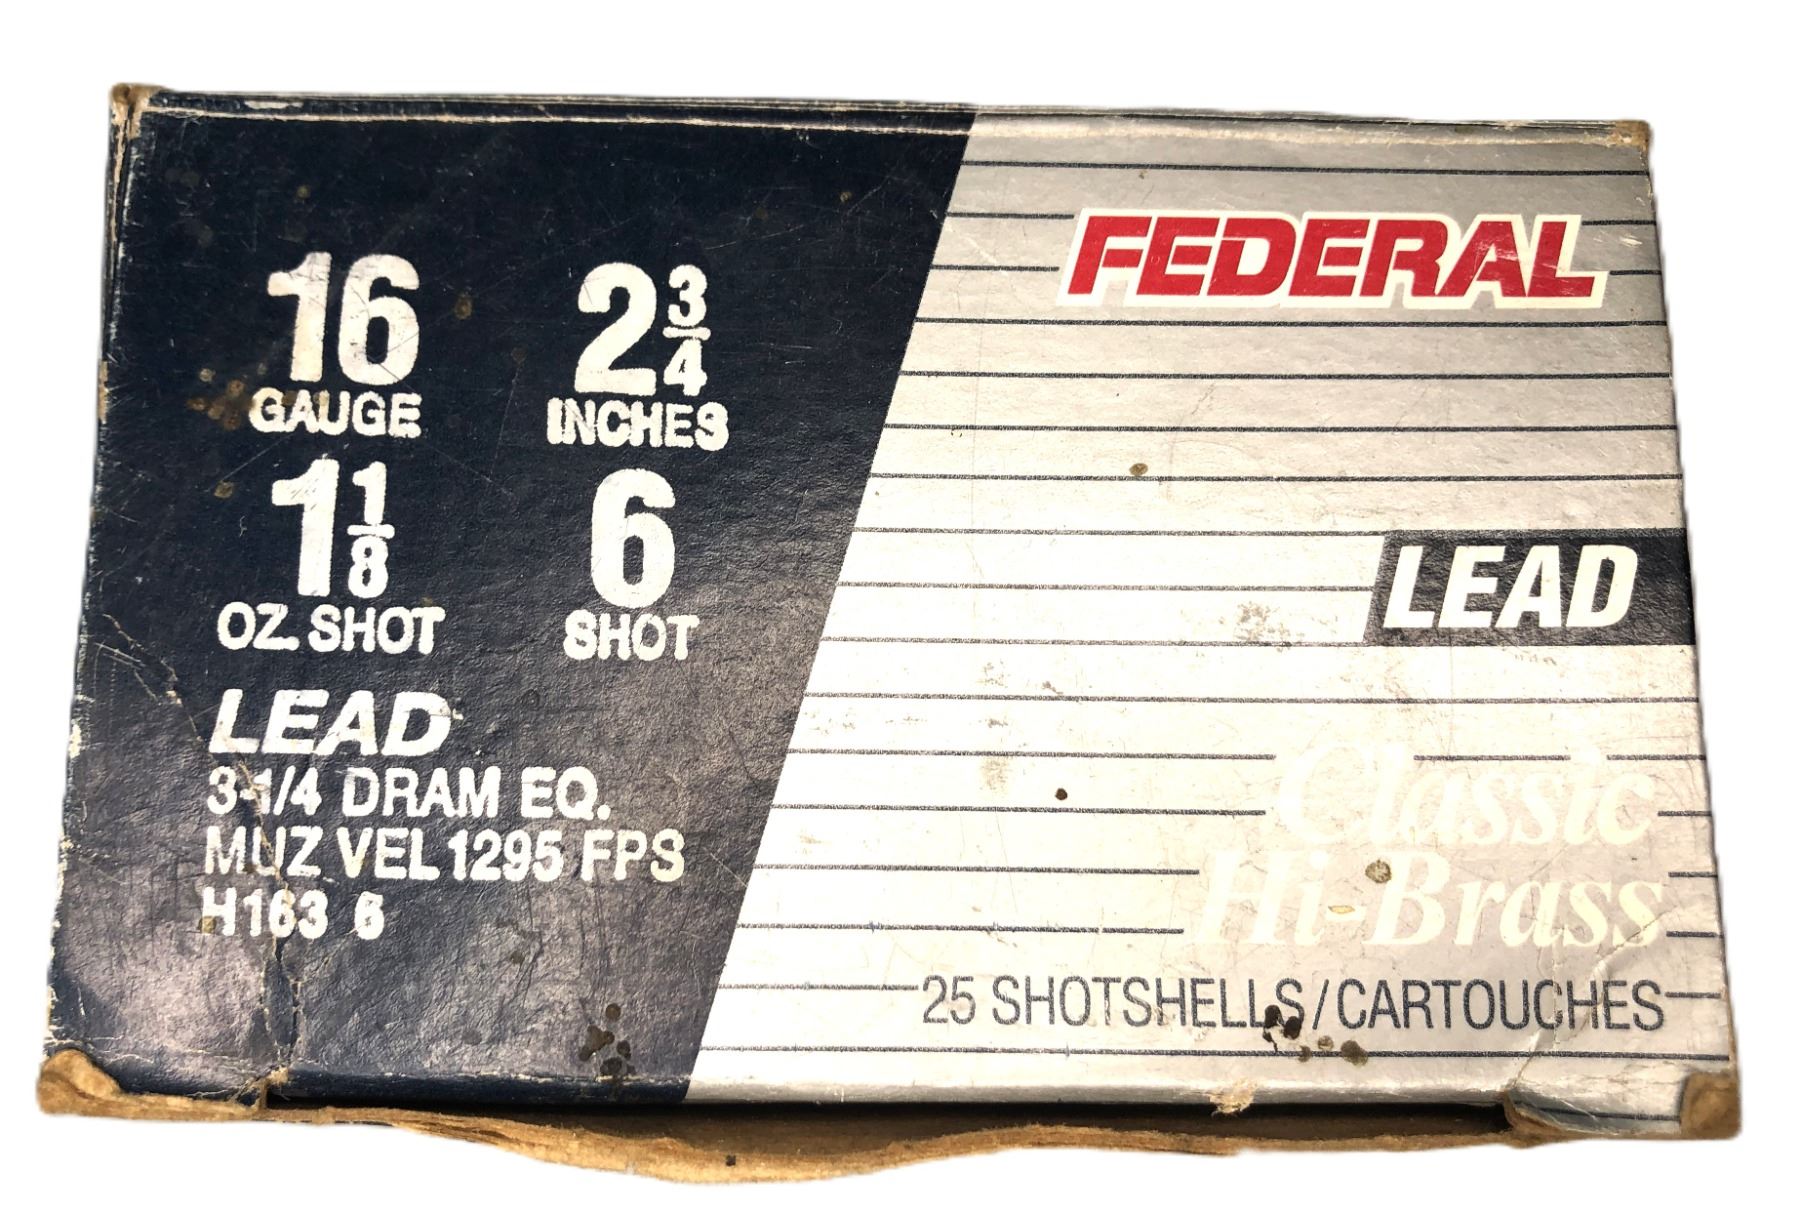 16 2 3/4
GAUGE INCHES
1 1/8 6
OZ. SHOT SHOT
LEAD
3-1/4 DRAM EQ.
MUZ VEL 1295 FPS
H163 6
FEDERAL
LEAD
Classic
Hi-Brass
25 SHOTSHELLS/CARTOUCHES